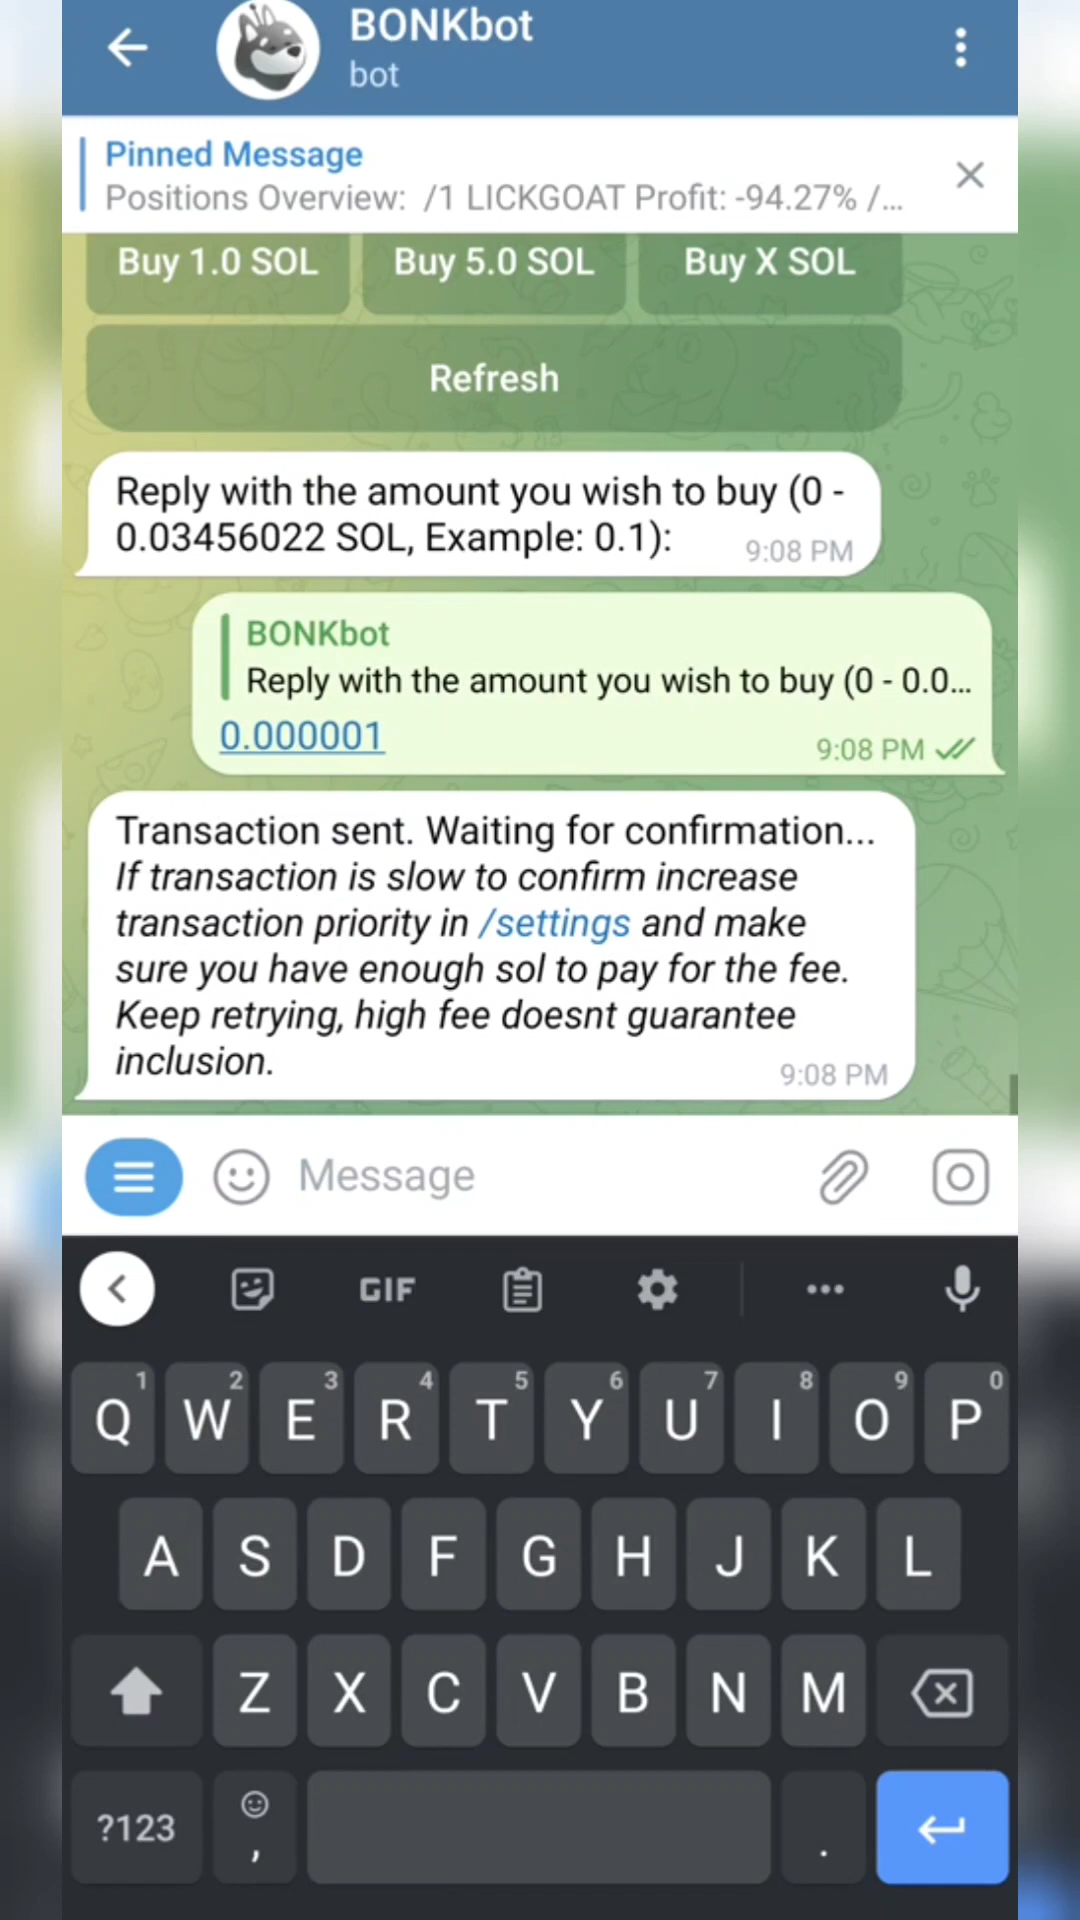 BONKbot
bot
Pinned Message
Positions Overview: /1 LICKGOAT Profit: -94.27% /...
Buy 1.0 SOL Buy 5.0 SOL Buy X SOL
Refresh
Reply with the amount you wish to buy (0 -
0.03456022 SOL, Example: 0.1):
9:08 PM
BONKbot
Reply with the amount you wish to buy (0 - 0.0...
0.000001
9:08 PM
Transaction sent. Waiting for confirmation...
If transaction is slow to confirm increase
transaction priority in /settings and make
sure you have enough sol to pay for the fee.
Keep retrying, high fee doesnt guarantee
inclusion.
9:08 PM
Message
GIF
1 2 3 4 5 6 7 8 9 0
Q W E R T Y U I O P
A S D F G H J K L
Z X C V B N M
?123 , .